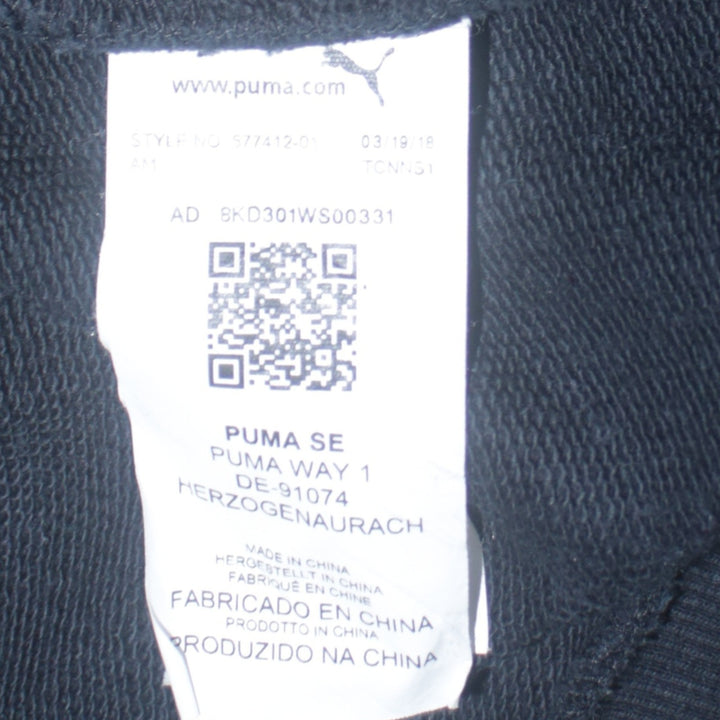 www.puma.com
STYLE NO 577412-01 03/19/18
AM TCNNS1
AD 8KD301WS00331
PUMA SE
PUMA WAY 1
DE-91074
HERZOGENAURACH
MADE IN CHINA
HERGESTELLT IN CHINA
FABRIQUÉ EN CHINE
FABRICADO EN CHINA
PRODOTTO IN CHINA
PRODUZIDO NA CHINA